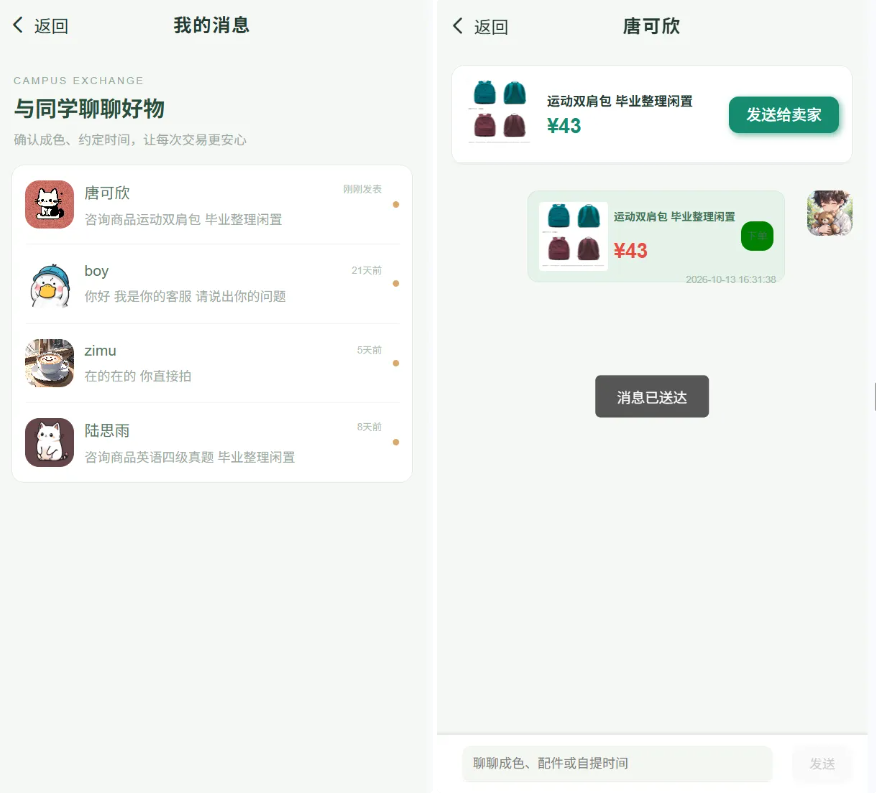 返回
我的消息
CAMPUS EXCHANGE
与同学聊聊好物
确认成色、约定时间，让每次交易更安心
唐可欣
刚刚发表
咨询商品运动双肩包 毕业整理闲置
boy
21天前
你好 我是你的客服 请说出你的问题
zimu
5天前
在的在的 你直接拍
陆思雨
8天前
咨询商品英语四级真题 毕业整理闲置
返回
唐可欣
运动双肩包 毕业整理闲置
¥43
发送给卖家
运动双肩包 毕业整理闲置
¥43
下单
2026-10-13 16:31:38
消息已送达
聊聊成色、配件或自提时间
发送